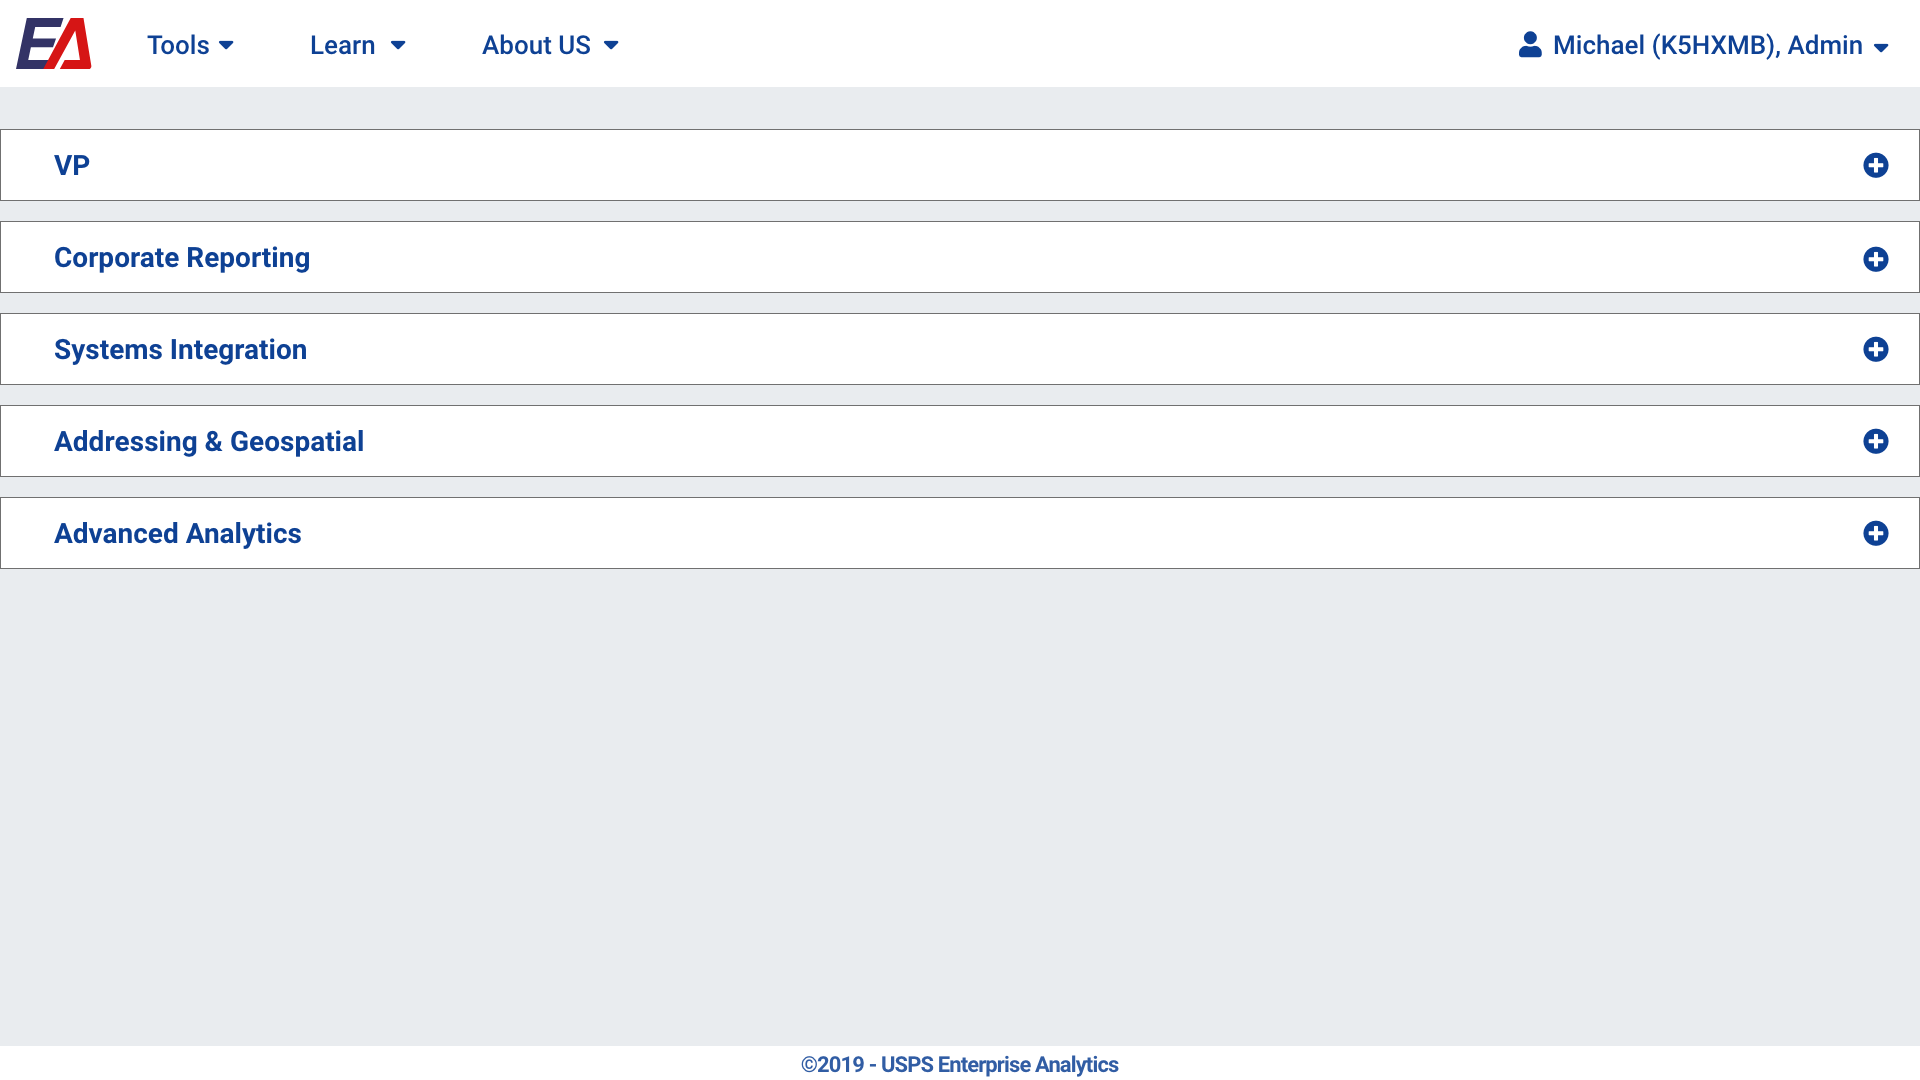 EA
Tools
Learn
About US
Michael (K5HXMB), Admin
VP
Corporate Reporting
Systems Integration
Addressing & Geospatial
Advanced Analytics
©2019 - USPS Enterprise Analytics